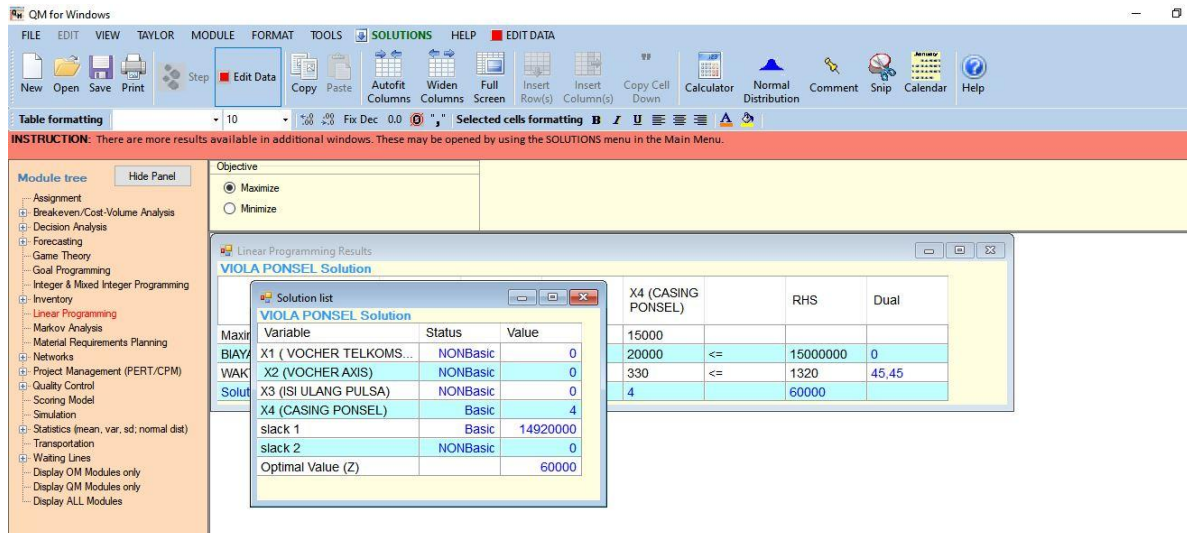 QM for Windows
FILE EDIT VIEW TAYLOR MODULE FORMAT TOOLS SOLUTIONS HELP EDIT DATA
New Open Save Print Step Edit Data Copy Paste Autofit Columns Widen Columns Full Screen Insert Row(s) Insert Column(s) Copy Cell Down Calculator Normal Distribution Comment Snip Calendar Help
Table formatting 10 Fix Dec 0.0 "," Selected cells formatting B I U A
INSTRUCTION: There are more results available in additional windows. These may be opened by using the SOLUTIONS menu in the Main Menu.
Module tree Hide Panel
Assignment
Breakeven/Cost-Volume Analysis
Decision Analysis
Forecasting
Game Theory
Goal Programming
Integer & Mixed Integer Programming
Inventory
Linear Programming
Markov Analysis
Material Requirements Planning
Networks
Project Management (PERT/CPM)
Quality Control
Scoring Model
Simulation
Statistics (mean, var, sd; normal dist)
Transportation
Waiting Lines
Display OM Modules only
Display QM Modules only
Display ALL Modules
Objective
Maximize
Minimize
Linear Programming Results
VIOLA PONSEL Solution
X4 (CASING PONSEL) RHS Dual
Maxir 15000
BIAYA 20000 <= 15000000 0
WAK 330 <= 1320 45,45
Solut 4 60000
Solution list
VIOLA PONSEL Solution
Variable Status Value
X1 ( VOCHER TELKOMS... NONBasic 0
X2 (VOCHER AXIS) NONBasic 0
X3 (ISI ULANG PULSA) NONBasic 0
X4 (CASING PONSEL) Basic 4
slack 1 Basic 14920000
slack 2 NONBasic 0
Optimal Value (Z) 60000